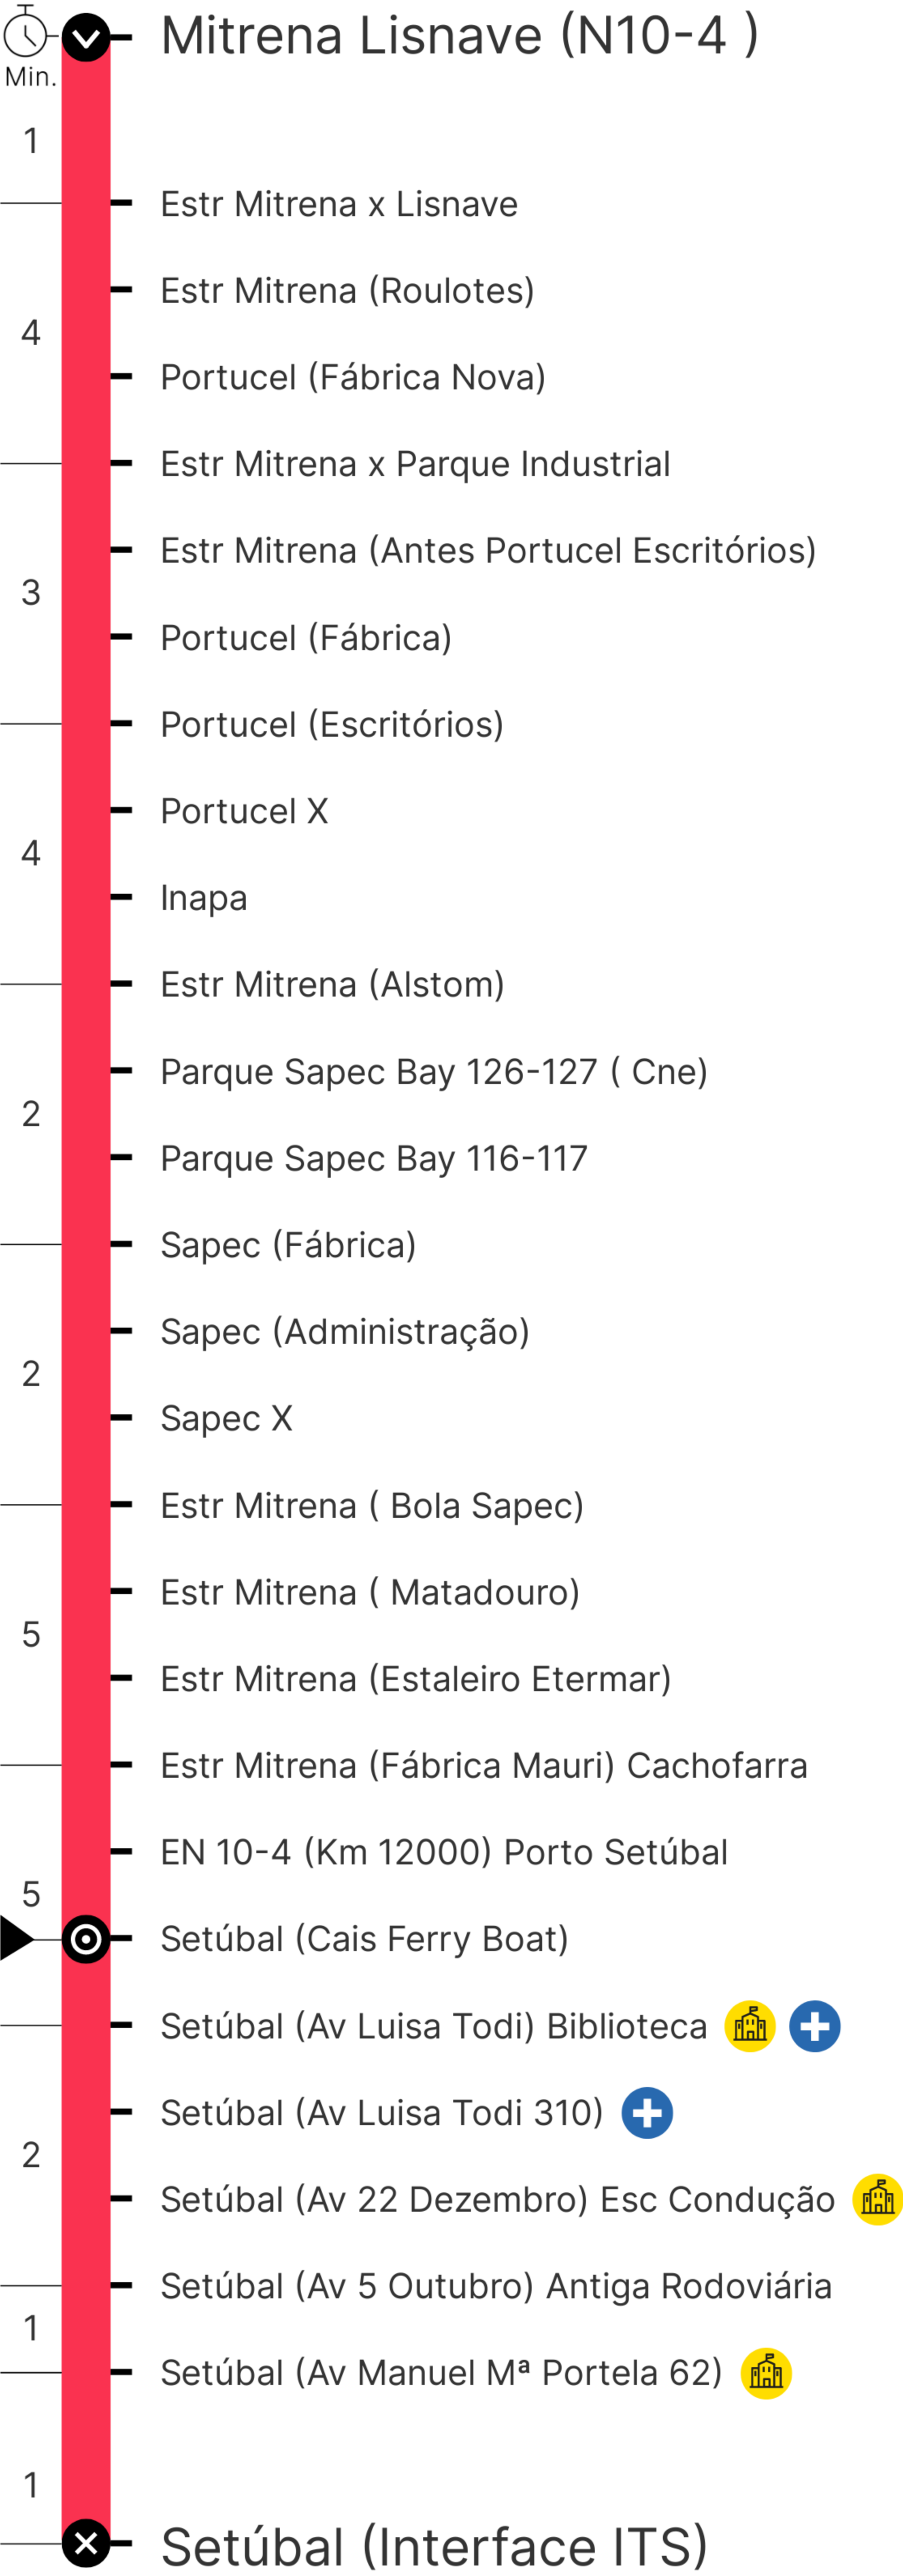 Mitrena Lisnave (N10-4 )
Min.
1
Estr Mitrena x Lisnave
Estr Mitrena (Roulotes)
4
Portucel (Fábrica Nova)
Estr Mitrena x Parque Industrial
Estr Mitrena (Antes Portucel Escritórios)
3
Portucel (Fábrica)
Portucel (Escritórios)
Portucel X
4
Inapa
Estr Mitrena (Alstom)
Parque Sapec Bay 126-127 ( Cne)
2
Parque Sapec Bay 116-117
Sapec (Fábrica)
Sapec (Administração)
2
Sapec X
Estr Mitrena ( Bola Sapec)
Estr Mitrena ( Matadouro)
5
Estr Mitrena (Estaleiro Etermar)
Estr Mitrena (Fábrica Mauri) Cachofarra
EN 10-4 (Km 12000) Porto Setúbal
5
Setúbal (Cais Ferry Boat)
Setúbal (Av Luisa Todi) Biblioteca
Setúbal (Av Luisa Todi 310)
2
Setúbal (Av 22 Dezembro) Esc Condução
Setúbal (Av 5 Outubro) Antiga Rodoviária
1
Setúbal (Av Manuel Mª Portela 62)
1
Setúbal (Interface ITS)